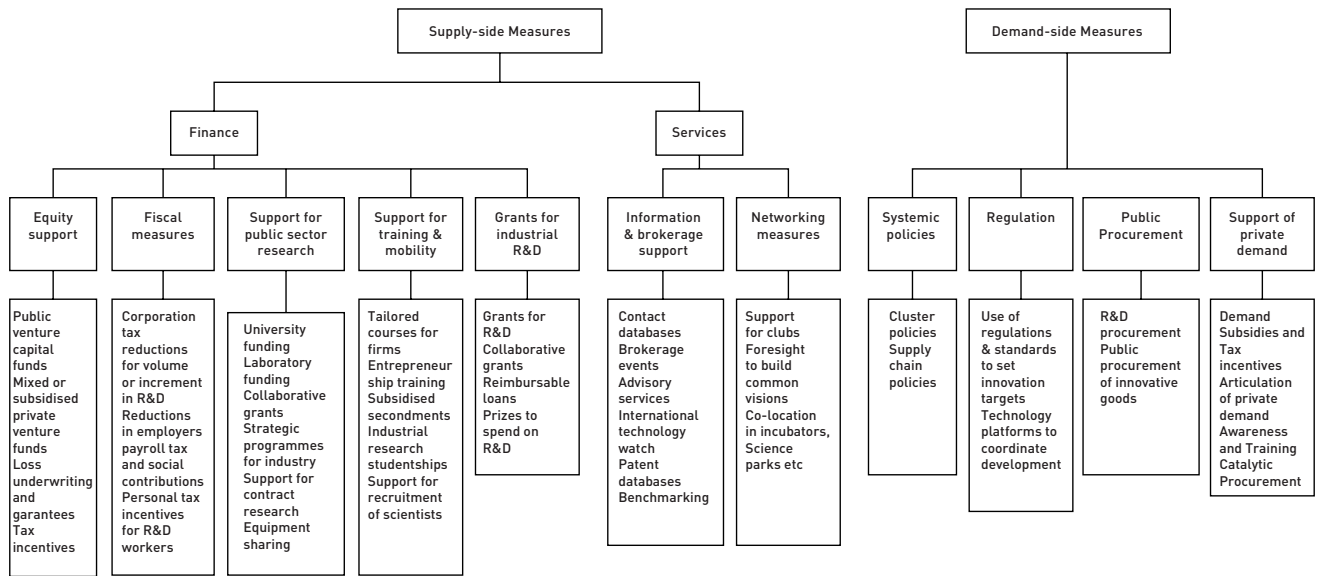 Supply-side Measures
Demand-side Measures
Finance
Services
Equity
support
Fiscal
measures
Support for
public sector
research
Support for
training &
mobility
Grants for
industrial
R&D
Information
& brokerage
support
Networking
measures
Systemic
policies
Regulation
Public
Procurement
Support of
private
demand
Public
venture
capital
funds
Mixed or
subsidised
private
venture
funds
Loss
underwriting
and
garantees
Tax
incentives
Corporation
tax
reductions
for volume
or increment
in R&D
Reductions
in employers
payroll tax
and social
contributions
Personal tax
incentives
for R&D
workers
University
funding
Laboratory
funding
Collaborative
grants
Strategic
programmes
for industry
Support for
contract
research
Equipment
sharing
Tailored
courses for
firms
Entrepreneur
ship training
Subsidised
secondments
Industrial
research
studentships
Support for
recruitment
of scientists
Grants for
R&D
Collaborative
grants
Reimbursable
loans
Prizes to
spend on
R&D
Contact
databases
Brokerage
events
Advisory
services
International
technology
watch
Patent
databases
Benchmarking
Support
for clubs
Foresight
to build
common
visions
Co-location
in incubators,
Science
parks etc
Cluster
policies
Supply
chain
policies
Use of
regulations
& standards
to set
innovation
targets
Technology
platforms to
coordinate
development
R&D
procurement
Public
procurement
of innovative
goods
Demand
Subsidies and
Tax
incentives
Articulation
of private
demand
Awareness
and Training
Catalytic
Procurement